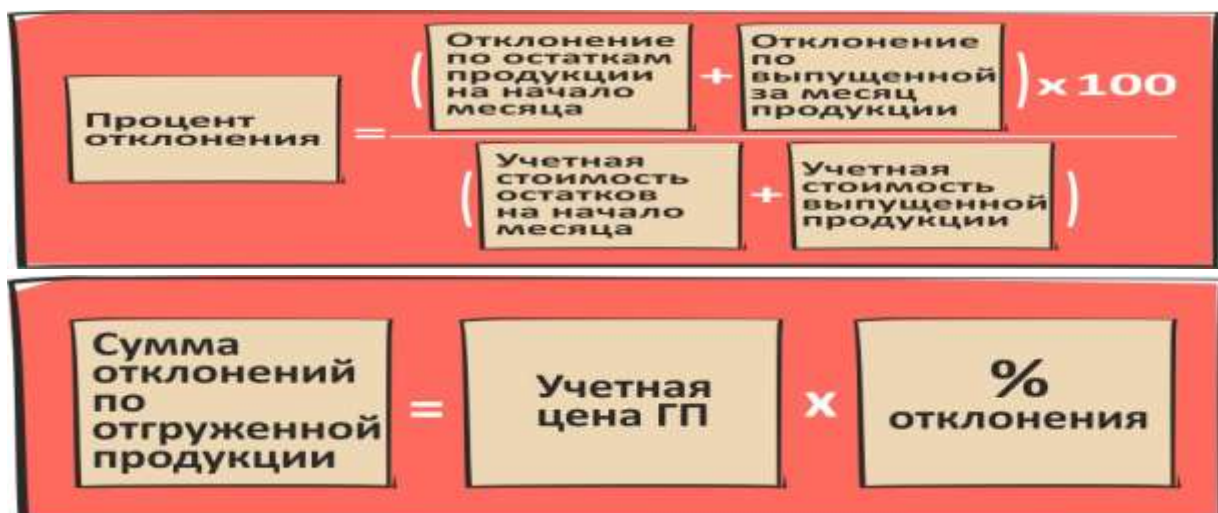 Процент
отклонения
=
(
Отклонение
по остаткам
продукции
на начало
месяца
+
Отклонение
по
выпущенной
за месяц
продукции
) x 100
(
Учетная
стоимость
остатков
на начало
месяца
+
Учетная
стоимость
выпущенной
продукции
)
Сумма
отклонений
по
отгруженной
продукции
=
Учетная
цена ГП
x
%
отклонения